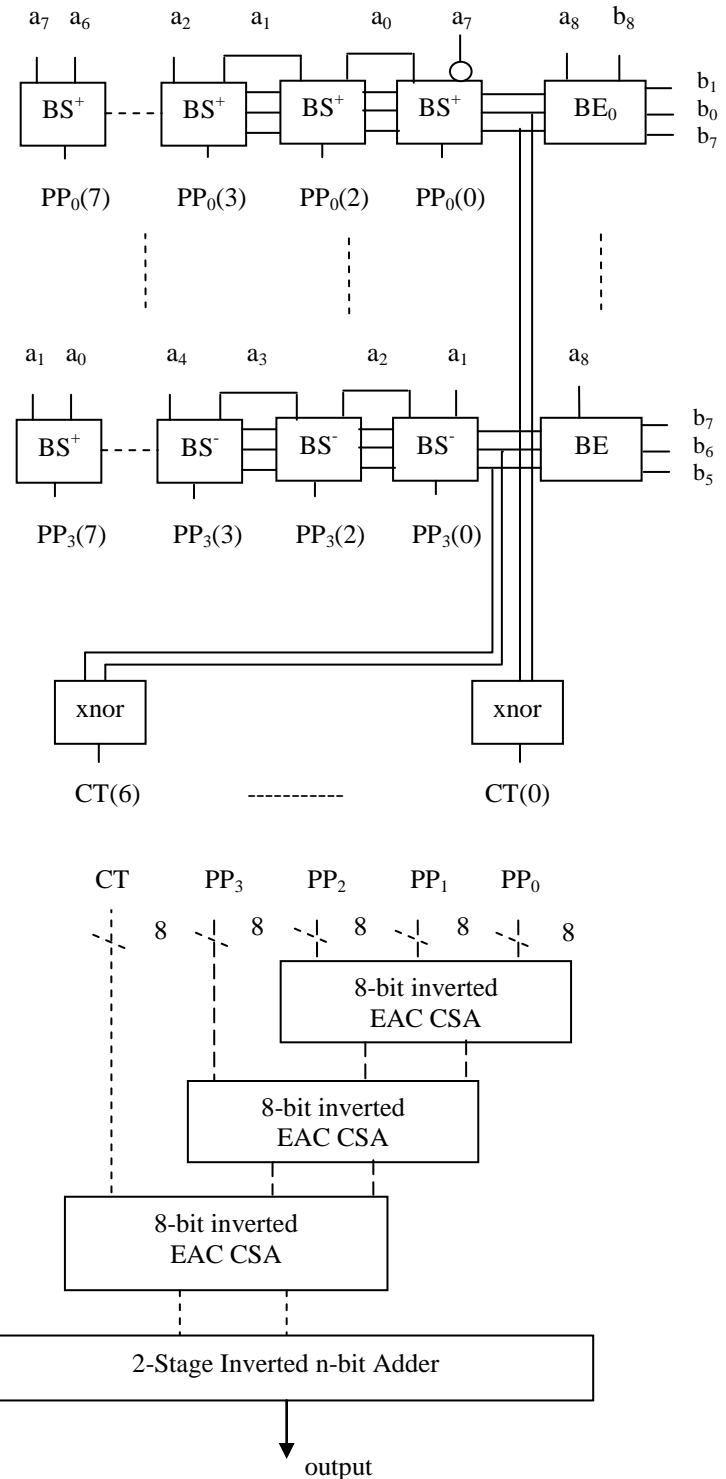 a₇ a₆ a₂ a₁ a₀ a₇ a₈ b₈
BS⁺ BS⁺ BS⁺ BS⁺ BE₀
b₁
b₀
b₇
PP₀(7) PP₀(3) PP₀(2) PP₀(0)
a₁ a₀ a₄ a₃ a₂ a₁ a₈
BS⁺ BS⁻ BS⁻ BS⁻ BE
b₇
b₆
b₅
PP₃(7) PP₃(3) PP₃(2) PP₃(0)
xnor xnor
CT(6) CT(0)
CT PP₃ PP₂ PP₁ PP₀
8 8 8 8 8
8-bit inverted
EAC CSA
8-bit inverted
EAC CSA
8-bit inverted
EAC CSA
2-Stage Inverted n-bit Adder
output